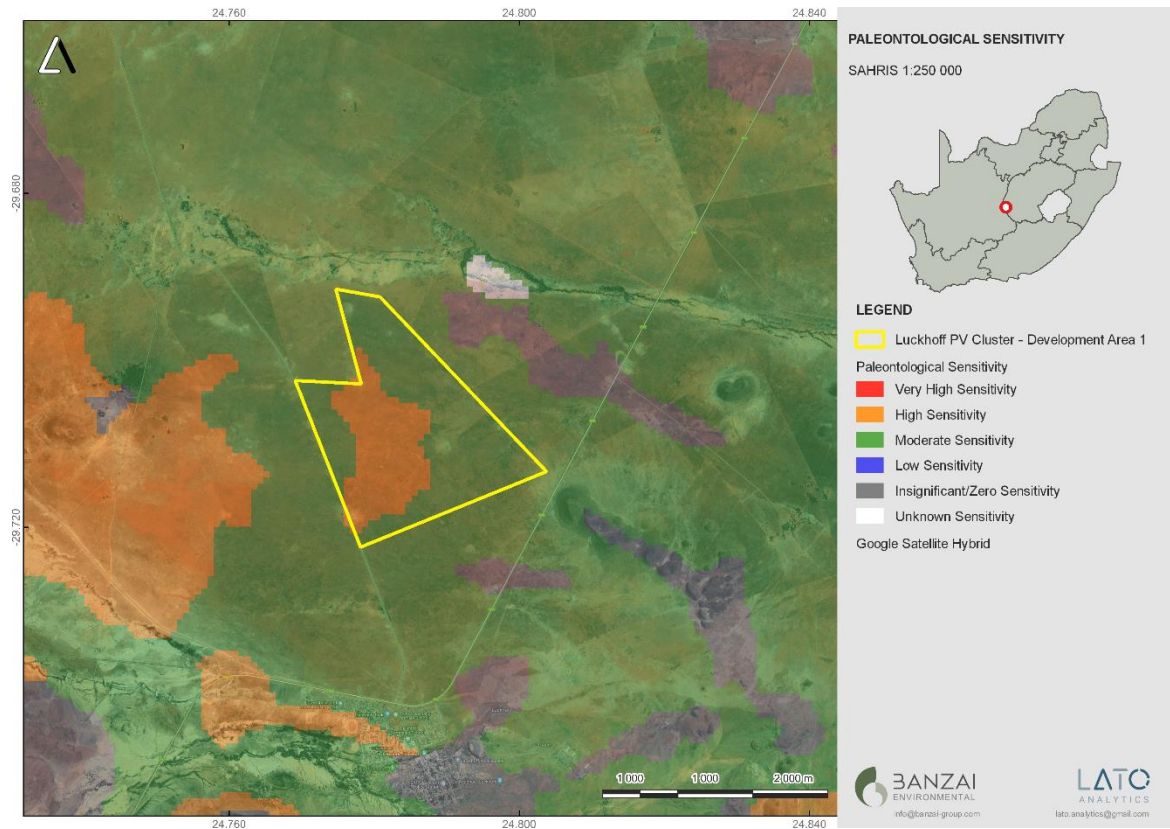 24.760
24.800
24.840
-29.680
-29.720
24.760
24.800
24.840
1 000
1 000
2 000 m
PALEONTOLOGICAL SENSITIVITY
SAHRIS 1:250 000
LEGEND
Luckhoff PV Cluster - Development Area 1
Paleontological Sensitivity
Very High Sensitivity
High Sensitivity
Moderate Sensitivity
Low Sensitivity
Insignificant/Zero Sensitivity
Unknown Sensitivity
Google Satellite Hybrid
BANZAI
ENVIRONMENTAL
info@banzai-group.com
LATO
ANALYTICS
lato.analytics@gmail.com